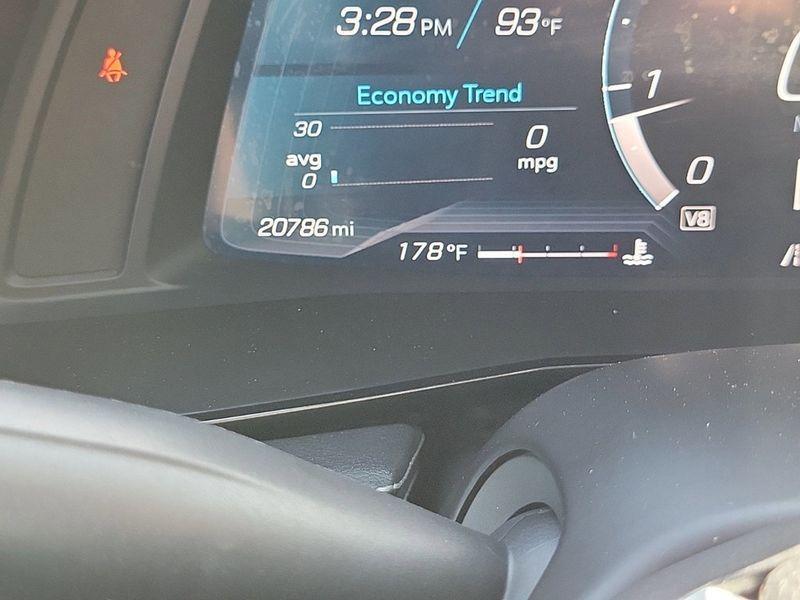 3:28 PM 93°F
Economy Trend
30
avg
0
0
mpg
1
0
V8
20786 mi
178°F